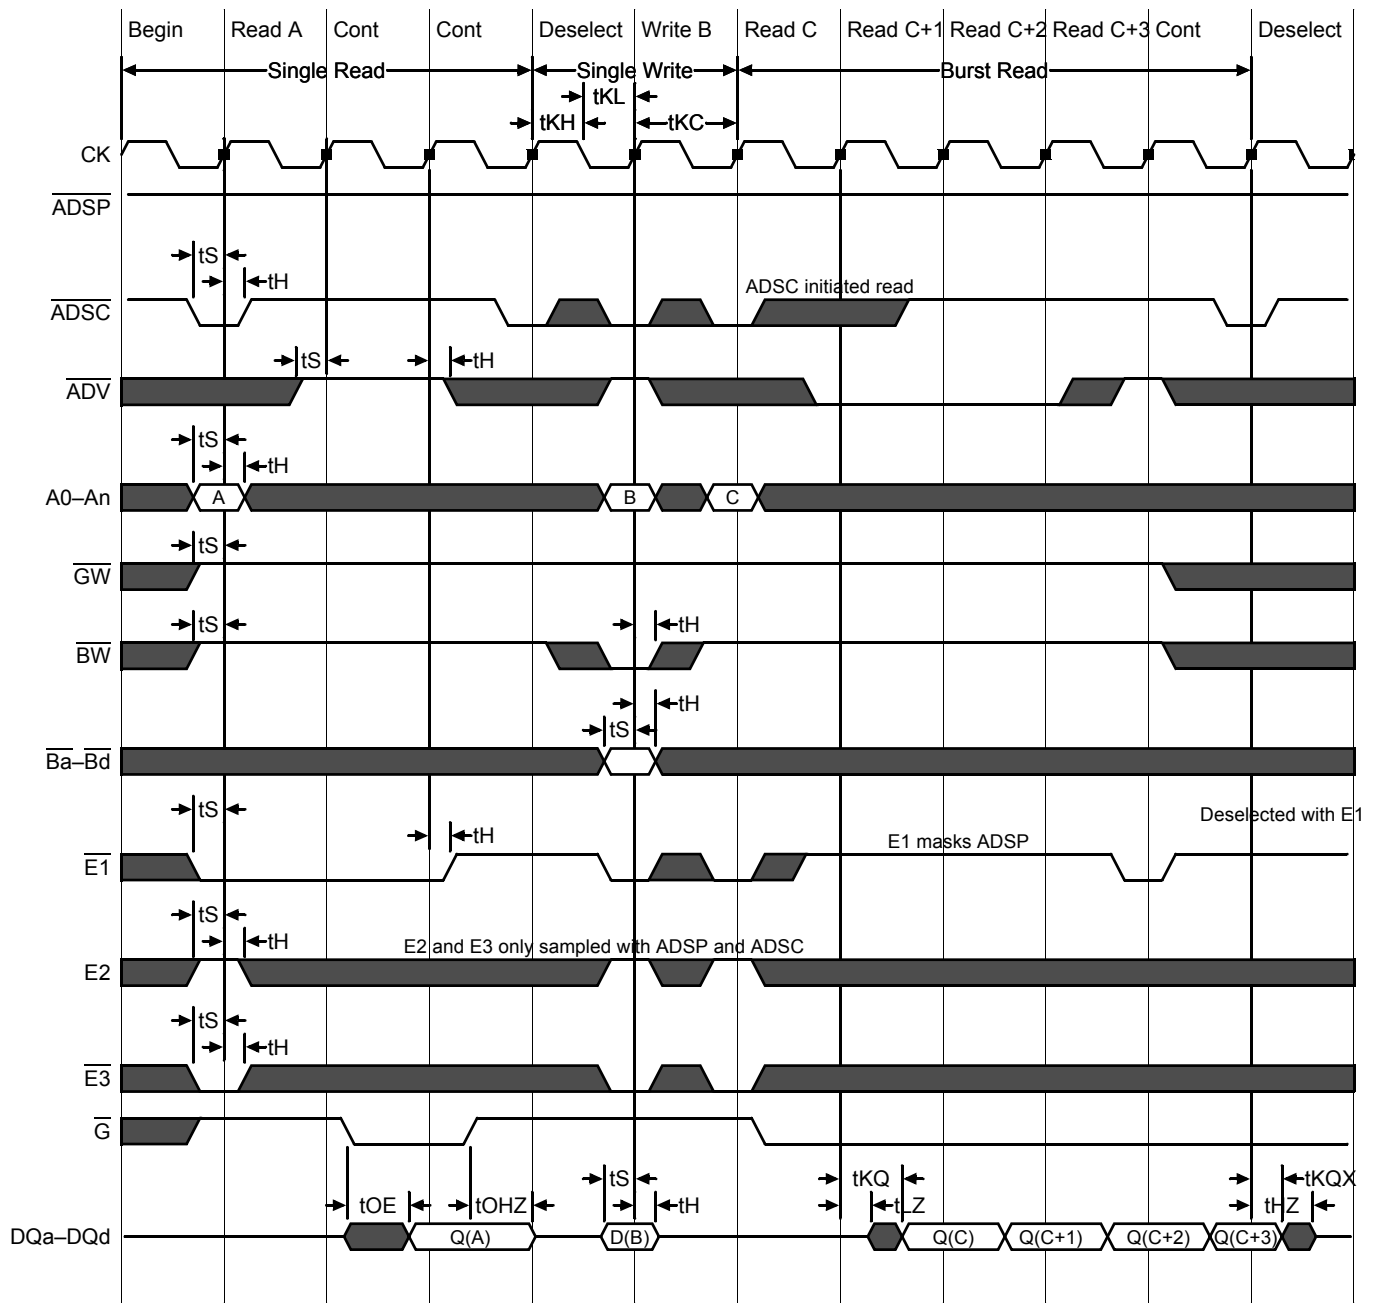 Begin Read A Cont Cont Deselect Write B Read C Read C+1 Read C+2 Read C+3 Cont Deselect
Single Read Single Write Burst Read
tKL
tKH tKC
CK
ADSP
tS
tH
ADSC initiated read
ADSC
tS tH
ADV
tS
tH
A0–An A B C
tS
GW
tS tH
BW
tH
tS
Ba–Bd
tS
Deselected with E1
tH
E1 masks ADSP
E1
tS
tH
E2 and E3 only sampled with ADSP and ADSC
E2
tS
tH
E3
G
tS tKQ tKQX
tOE tOHZ tH tLZ tHZ
DQa–DQd Q(A) D(B) Q(C) Q(C+1) Q(C+2) Q(C+3)